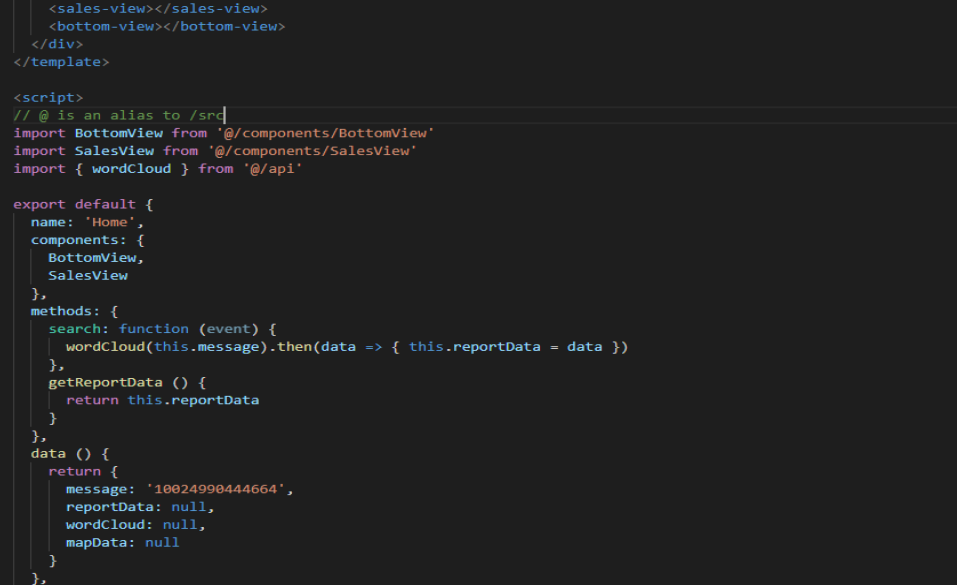 <sales-view></sales-view>
<bottom-view></bottom-view>
</div>
</template>
<script>
// @ is an alias to /src
import BottomView from '@/components/BottomView'
import SalesView from '@/components/SalesView'
import { wordCloud } from '@/api'
export default {
name: 'Home',
components: {
BottomView,
SalesView
},
methods: {
search: function (event) {
wordCloud(this.message).then(data => { this.reportData = data })
},
getReportData () {
return this.reportData
}
},
data () {
return {
message: '10024990444664',
reportData: null,
wordCloud: null,
mapData: null
}
},